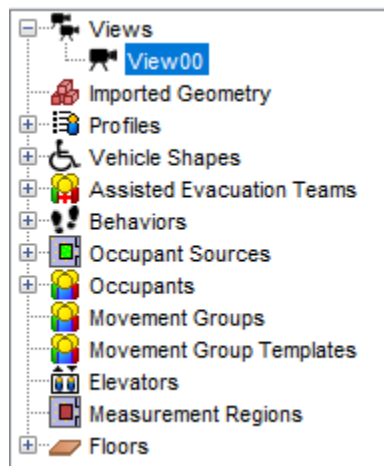 Views
View00
Imported Geometry
Profiles
Vehicle Shapes
Assisted Evacuation Teams
Behaviors
Occupant Sources
Occupants
Movement Groups
Movement Group Templates
Elevators
Measurement Regions
Floors